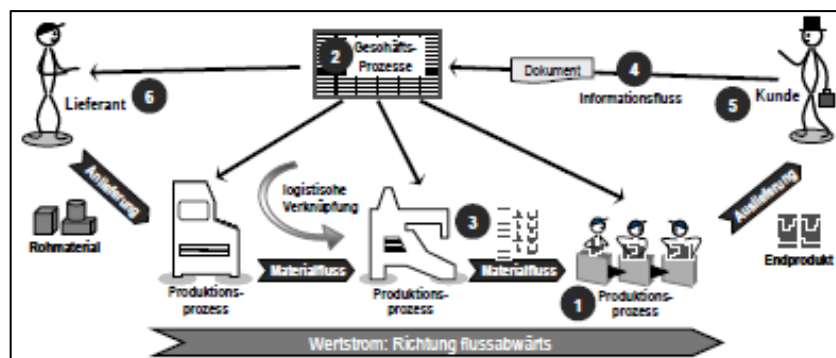 2
Geschäfts-
Prozesse
Dokument
4
Informationsfluss
5
Kunde
6
Lieferant
Anlieferung
Rohmaterial
logistische
Verknüpfung
3
Auslieferung
Endprodukt
Materialfluss
Materialfluss
Produktions-
prozess
Produktions-
prozess
1
Produktions-
prozess
Wertstrom: Richtung flussabwärts